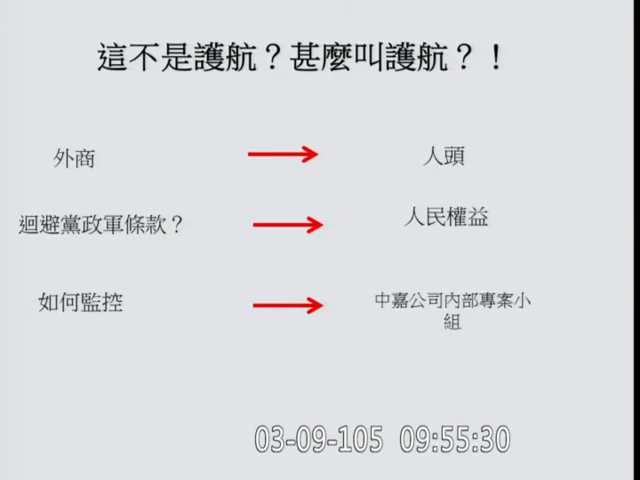 這不是護航？甚麼叫護航？！
外商 人頭
迴避黨政軍條款？ 人民權益
如何監控 中嘉公司內部專案小
組
03-09-105 09:55:30